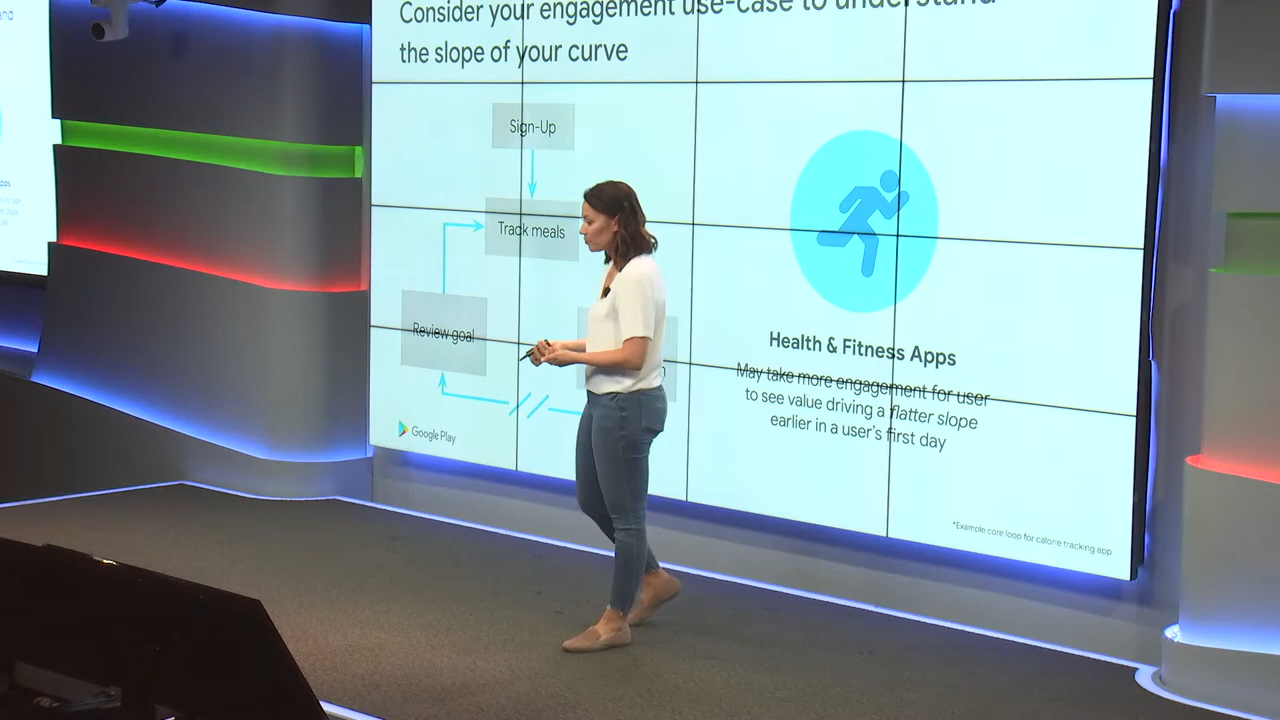 Consider your engagement use-case to understand
the slope of your curve
Sign-Up
Track meals
Review goal
Health & Fitness Apps
May take more engagement for user
to see value driving a flatter slope
earlier in a user's first day
Google Play
*Example core loop for calorie tracking app